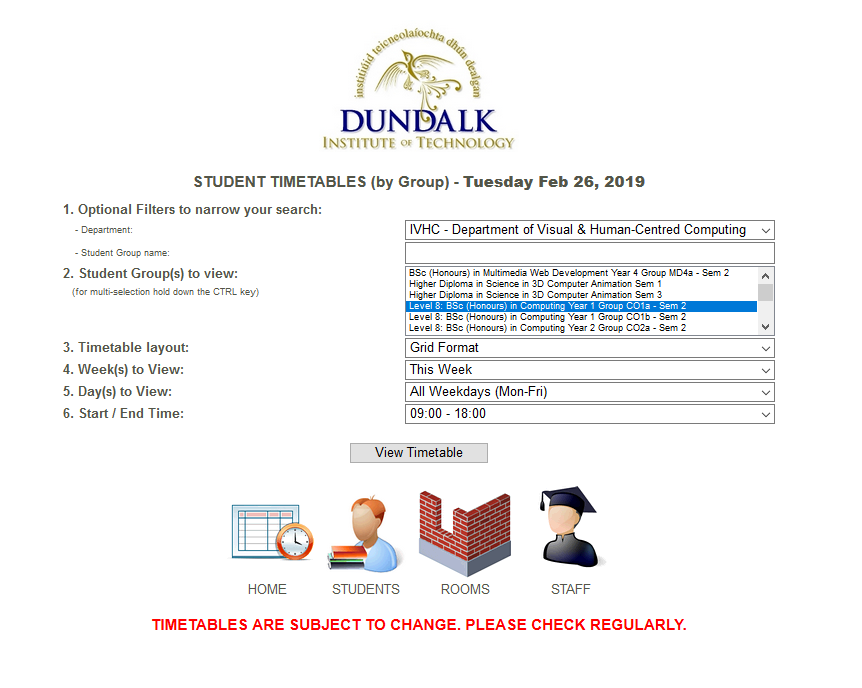 institiúid teicneolaíochta dhún dealgan
DUNDALK
INSTITUTE OF TECHNOLOGY
STUDENT TIMETABLES (by Group) - Tuesday Feb 26, 2019
1. Optional Filters to narrow your search:
- Department:
IVHC - Department of Visual & Human-Centred Computing
- Student Group name:
2. Student Group(s) to view:
(for multi-selection hold down the CTRL key)
BSc (Honours) in Multimedia Web Development Year 4 Group MD4a - Sem 2
Higher Diploma in Science in 3D Computer Animation Sem 1
Higher Diploma in Science in 3D Computer Animation Sem 3
Level 8: BSc (Honours) in Computing Year 1 Group CO1a - Sem 2
Level 8: BSc (Honours) in Computing Year 1 Group CO1b - Sem 2
Level 8: BSc (Honours) in Computing Year 2 Group CO2a - Sem 2
3. Timetable layout:
Grid Format
4. Week(s) to View:
This Week
5. Day(s) to View:
All Weekdays (Mon-Fri)
6. Start / End Time:
09:00 - 18:00
View Timetable
HOME
STUDENTS
ROOMS
STAFF
TIMETABLES ARE SUBJECT TO CHANGE. PLEASE CHECK REGULARLY.